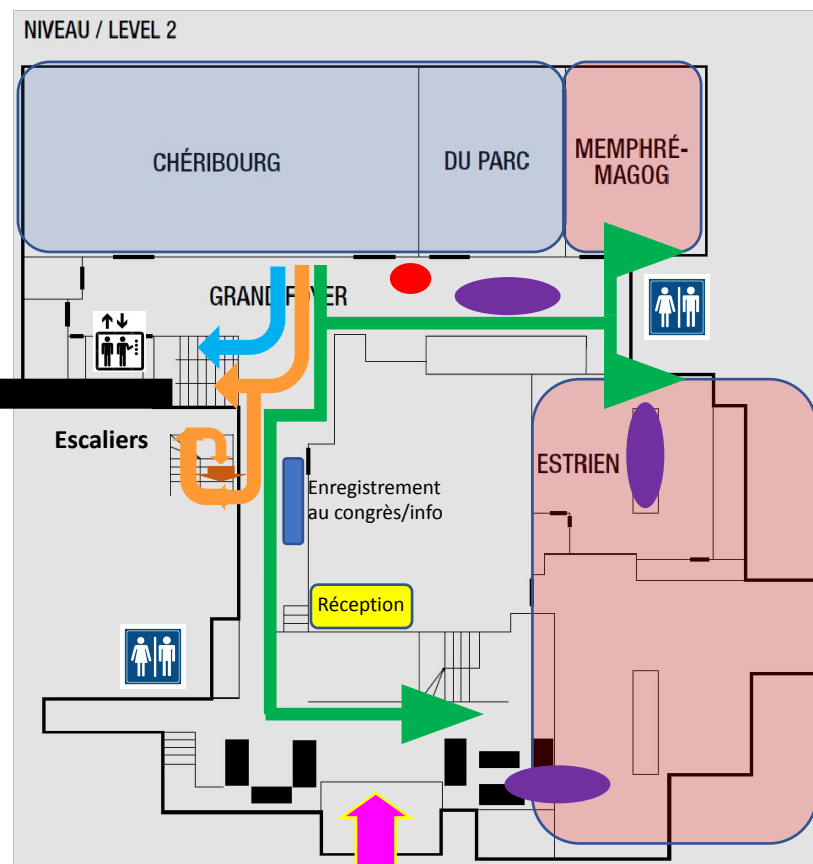 NIVEAU / LEVEL 2
CHÉRIBOURG
DU PARC
MEMPHRÉ-
MAGOG
GRAND FOYER
Escaliers
ESTRIEN
Enregistrement
au congrès/info
Réception